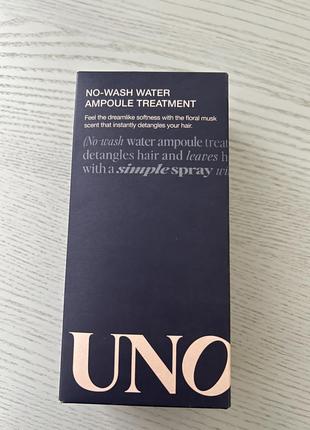 NO-WASH WATER
AMPOULE TREATMENT
Feel the dreamlike softness with the floral musk
scent that instantly detangles your hair.
(No-wash water ampoule treat
detangles hair and leaves h
with a simple spray wi
UNO